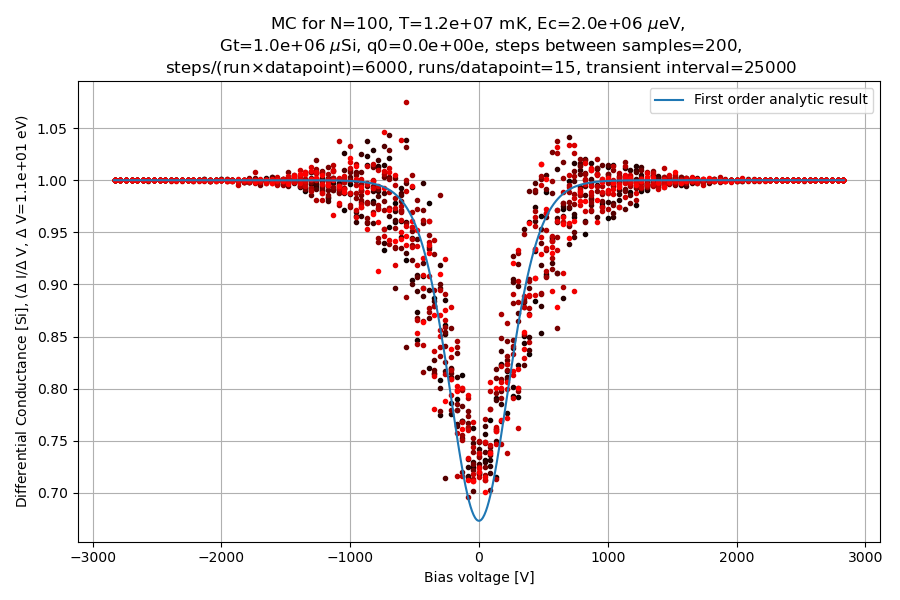 MC for N=100, T=1.2e+07 mK, Ec=2.0e+06 μeV,
Gt=1.0e+06 μSi, q0=0.0e+00e, steps between samples=200,
steps/(run×datapoint)=6000, runs/datapoint=15, transient interval=25000
First order analytic result
Differential Conductance [Si], (Δ I/Δ V, Δ V=1.1e+01 eV)
1.05
1.00
0.95
0.90
0.85
0.80
0.75
0.70
−3000 −2000 −1000 0 1000 2000 3000
Bias voltage [V]